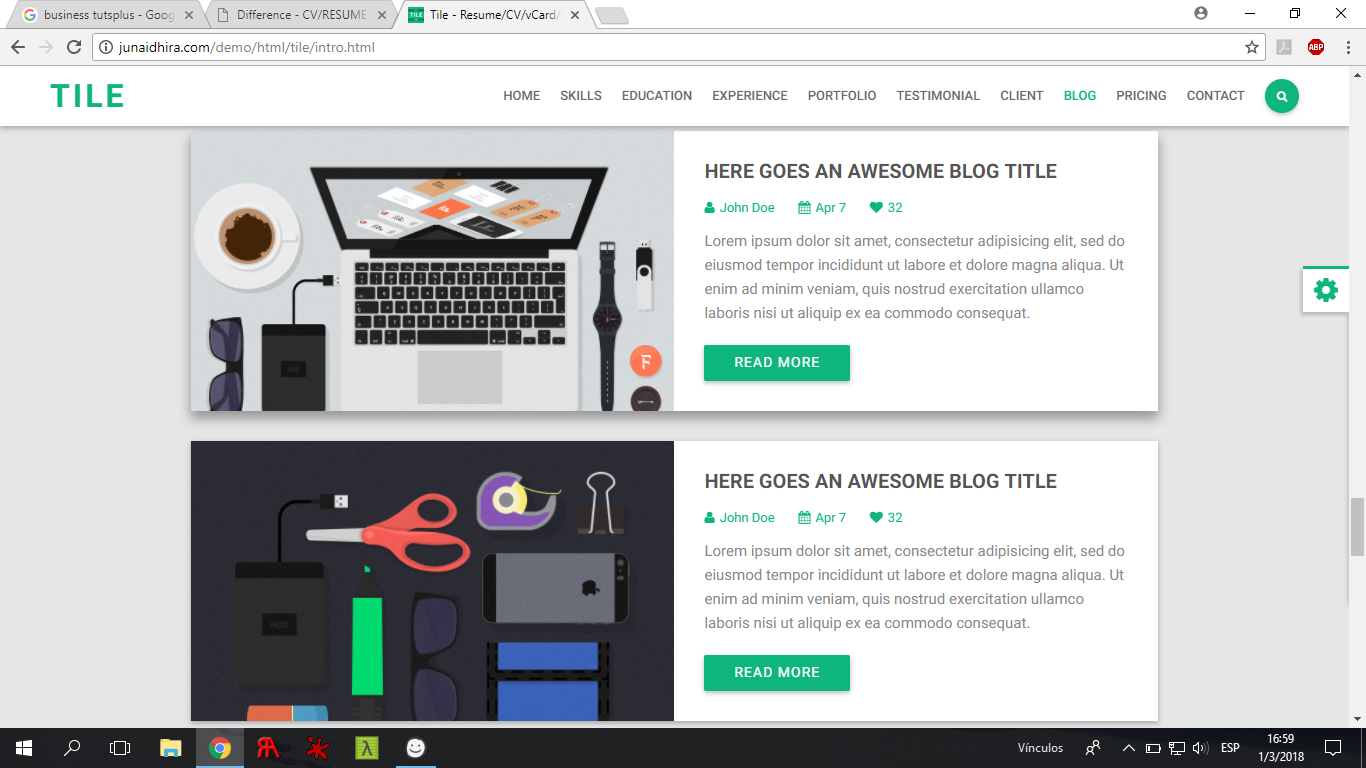 business tutsplus - Goog
Difference - CV/RESUME
Tile - Resume/CV/vCard/
junaidhira.com/demo/html/tile/intro.html
ABP
TILE
HOME SKILLS EDUCATION EXPERIENCE PORTFOLIO TESTIMONIAL CLIENT BLOG PRICING CONTACT
HERE GOES AN AWESOME BLOG TITLE
John Doe Apr 7 32
Lorem ipsum dolor sit amet, consectetur adipisicing elit, sed do
eiusmod tempor incididunt ut labore et dolore magna aliqua. Ut
enim ad minim veniam, quis nostrud exercitation ullamco
laboris nisi ut aliquip ex ea commodo consequat.
READ MORE
HDD
HERE GOES AN AWESOME BLOG TITLE
John Doe Apr 7 32
Lorem ipsum dolor sit amet, consectetur adipisicing elit, sed do
eiusmod tempor incididunt ut labore et dolore magna aliqua. Ut
enim ad minim veniam, quis nostrud exercitation ullamco
laboris nisi ut aliquip ex ea commodo consequat.
READ MORE
HDD
Vínculos
ESP
16:59
1/3/2018